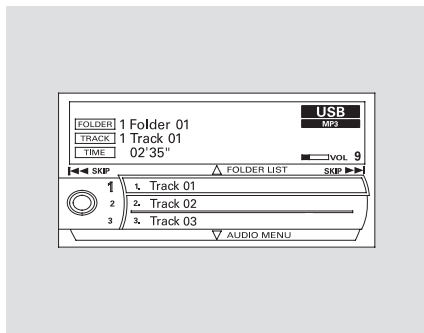 USB
MP3
FOLDER 1 Folder 01
TRACK 1 Track 01
TIME 02'35"
VOL 9
SKIP FOLDER LIST SKIP
1 1. Track 01
2 2. Track 02
3 3. Track 03
AUDIO MENU